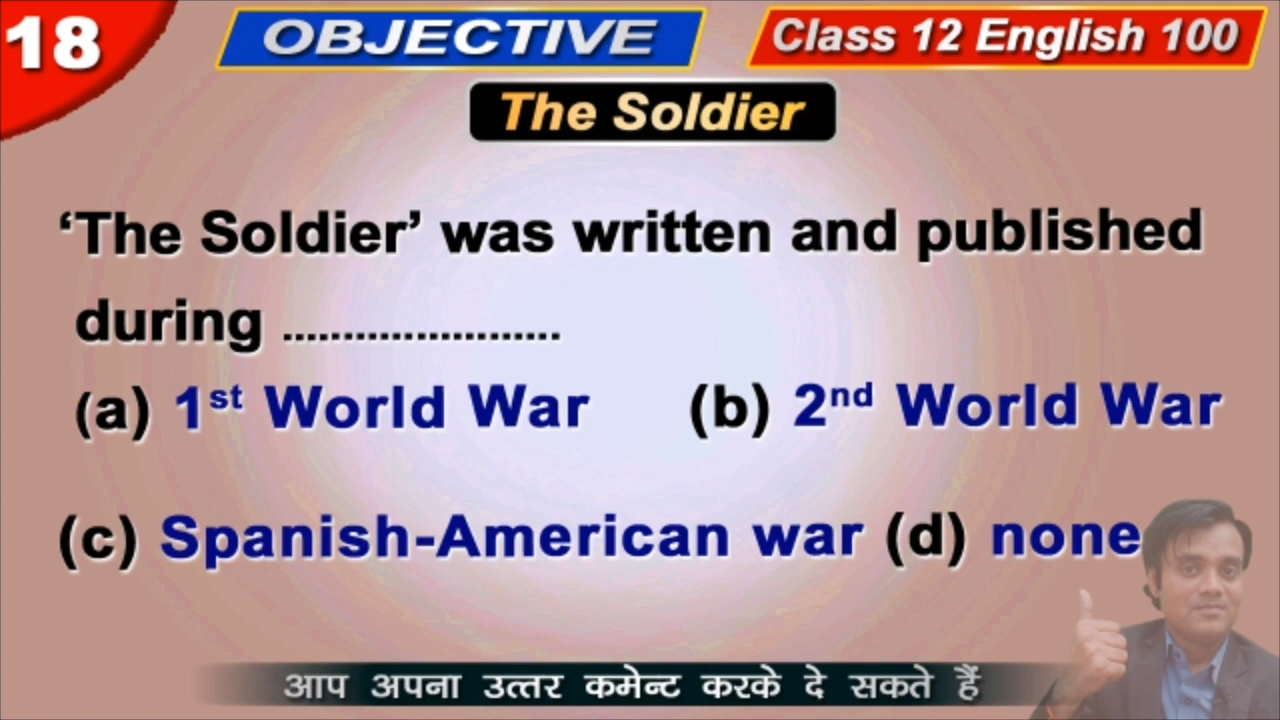 18
OBJECTIVE
Class 12 English 100
The Soldier
‘The Soldier’ was written and published
during .......................
(a) 1st World War (b) 2nd World War
(c) Spanish-American war (d) none
आप अपना उत्तर कमेन्ट करके दे सकते हैं